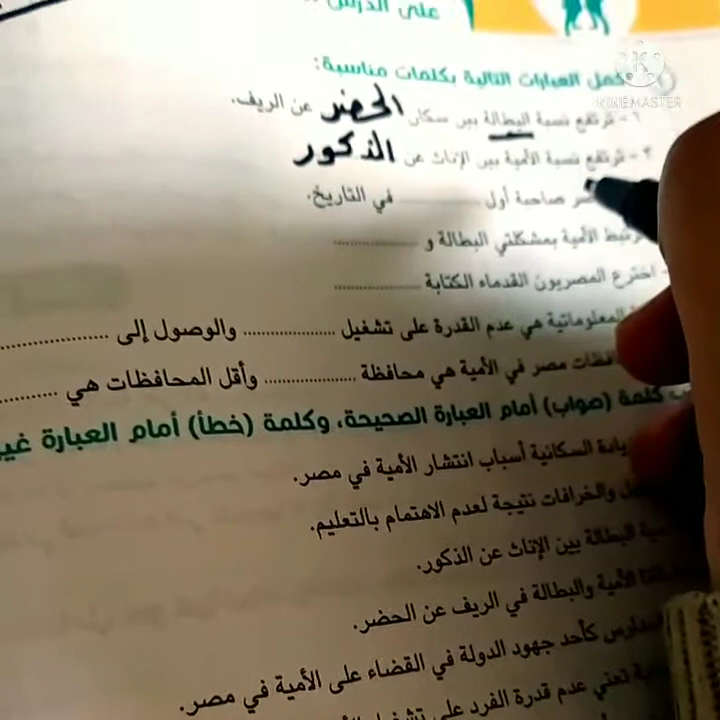 على الدرس
أكمل العبارات التالية بكلمات مناسبة:
KINEMASTER
١- ترتفع نسبة البطالة بين سكان الحضر عن الريف.
٢- ترتفع نسبة الأمية بين الإناث عن الذكور
صاحبة أول ............ في التاريخ.
ترتبط الأمية بمشكلتي البطالة و ............
- اخترع المصريون القدماء الكتابة ............
المعلوماتية هي عدم القدرة على تشغيل ............ والوصول إلى ............
محافظات مصر في الأمية هي محافظة ............ وأقل المحافظات هي ............
كلمة (صواب) أمام العبارة الصحيحة، وكلمة (خطأ) أمام العبارة غير
الزيادة السكانية أسباب انتشار الأمية في مصر.
والخرافات نتيجة لعدم الاهتمام بالتعليم.
نسبة البطالة بين الإناث عن الذكور.
الأمية والبطالة في الريف عن الحضر.
المدارس كأحد جهود الدولة في القضاء على الأمية في مصر.
تعني عدم قدرة الفرد على